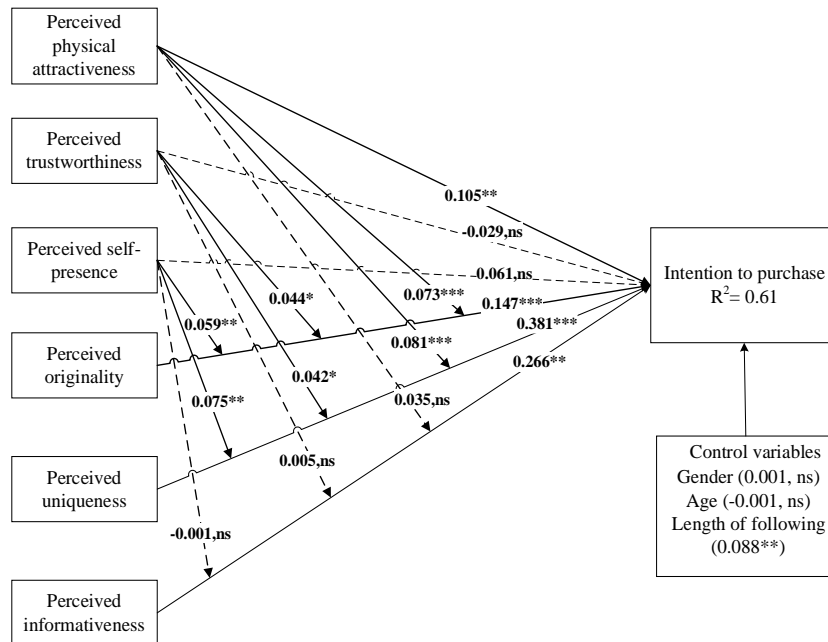 Perceived
physical
attractiveness
Perceived
trustworthiness
Perceived self-
presence
Perceived
originality
Perceived
uniqueness
Perceived
informativeness
0.105**
-0.029,ns
0.061,ns
0.073***
0.147***
0.044*
0.059**
0.381***
0.081***
0.266**
0.042*
0.075**
0.035,ns
0.005,ns
-0.001,ns
Intention to purchase
R²= 0.61
Control variables
Gender (0.001, ns)
Age (-0.001, ns)
Length of following
(0.088**)